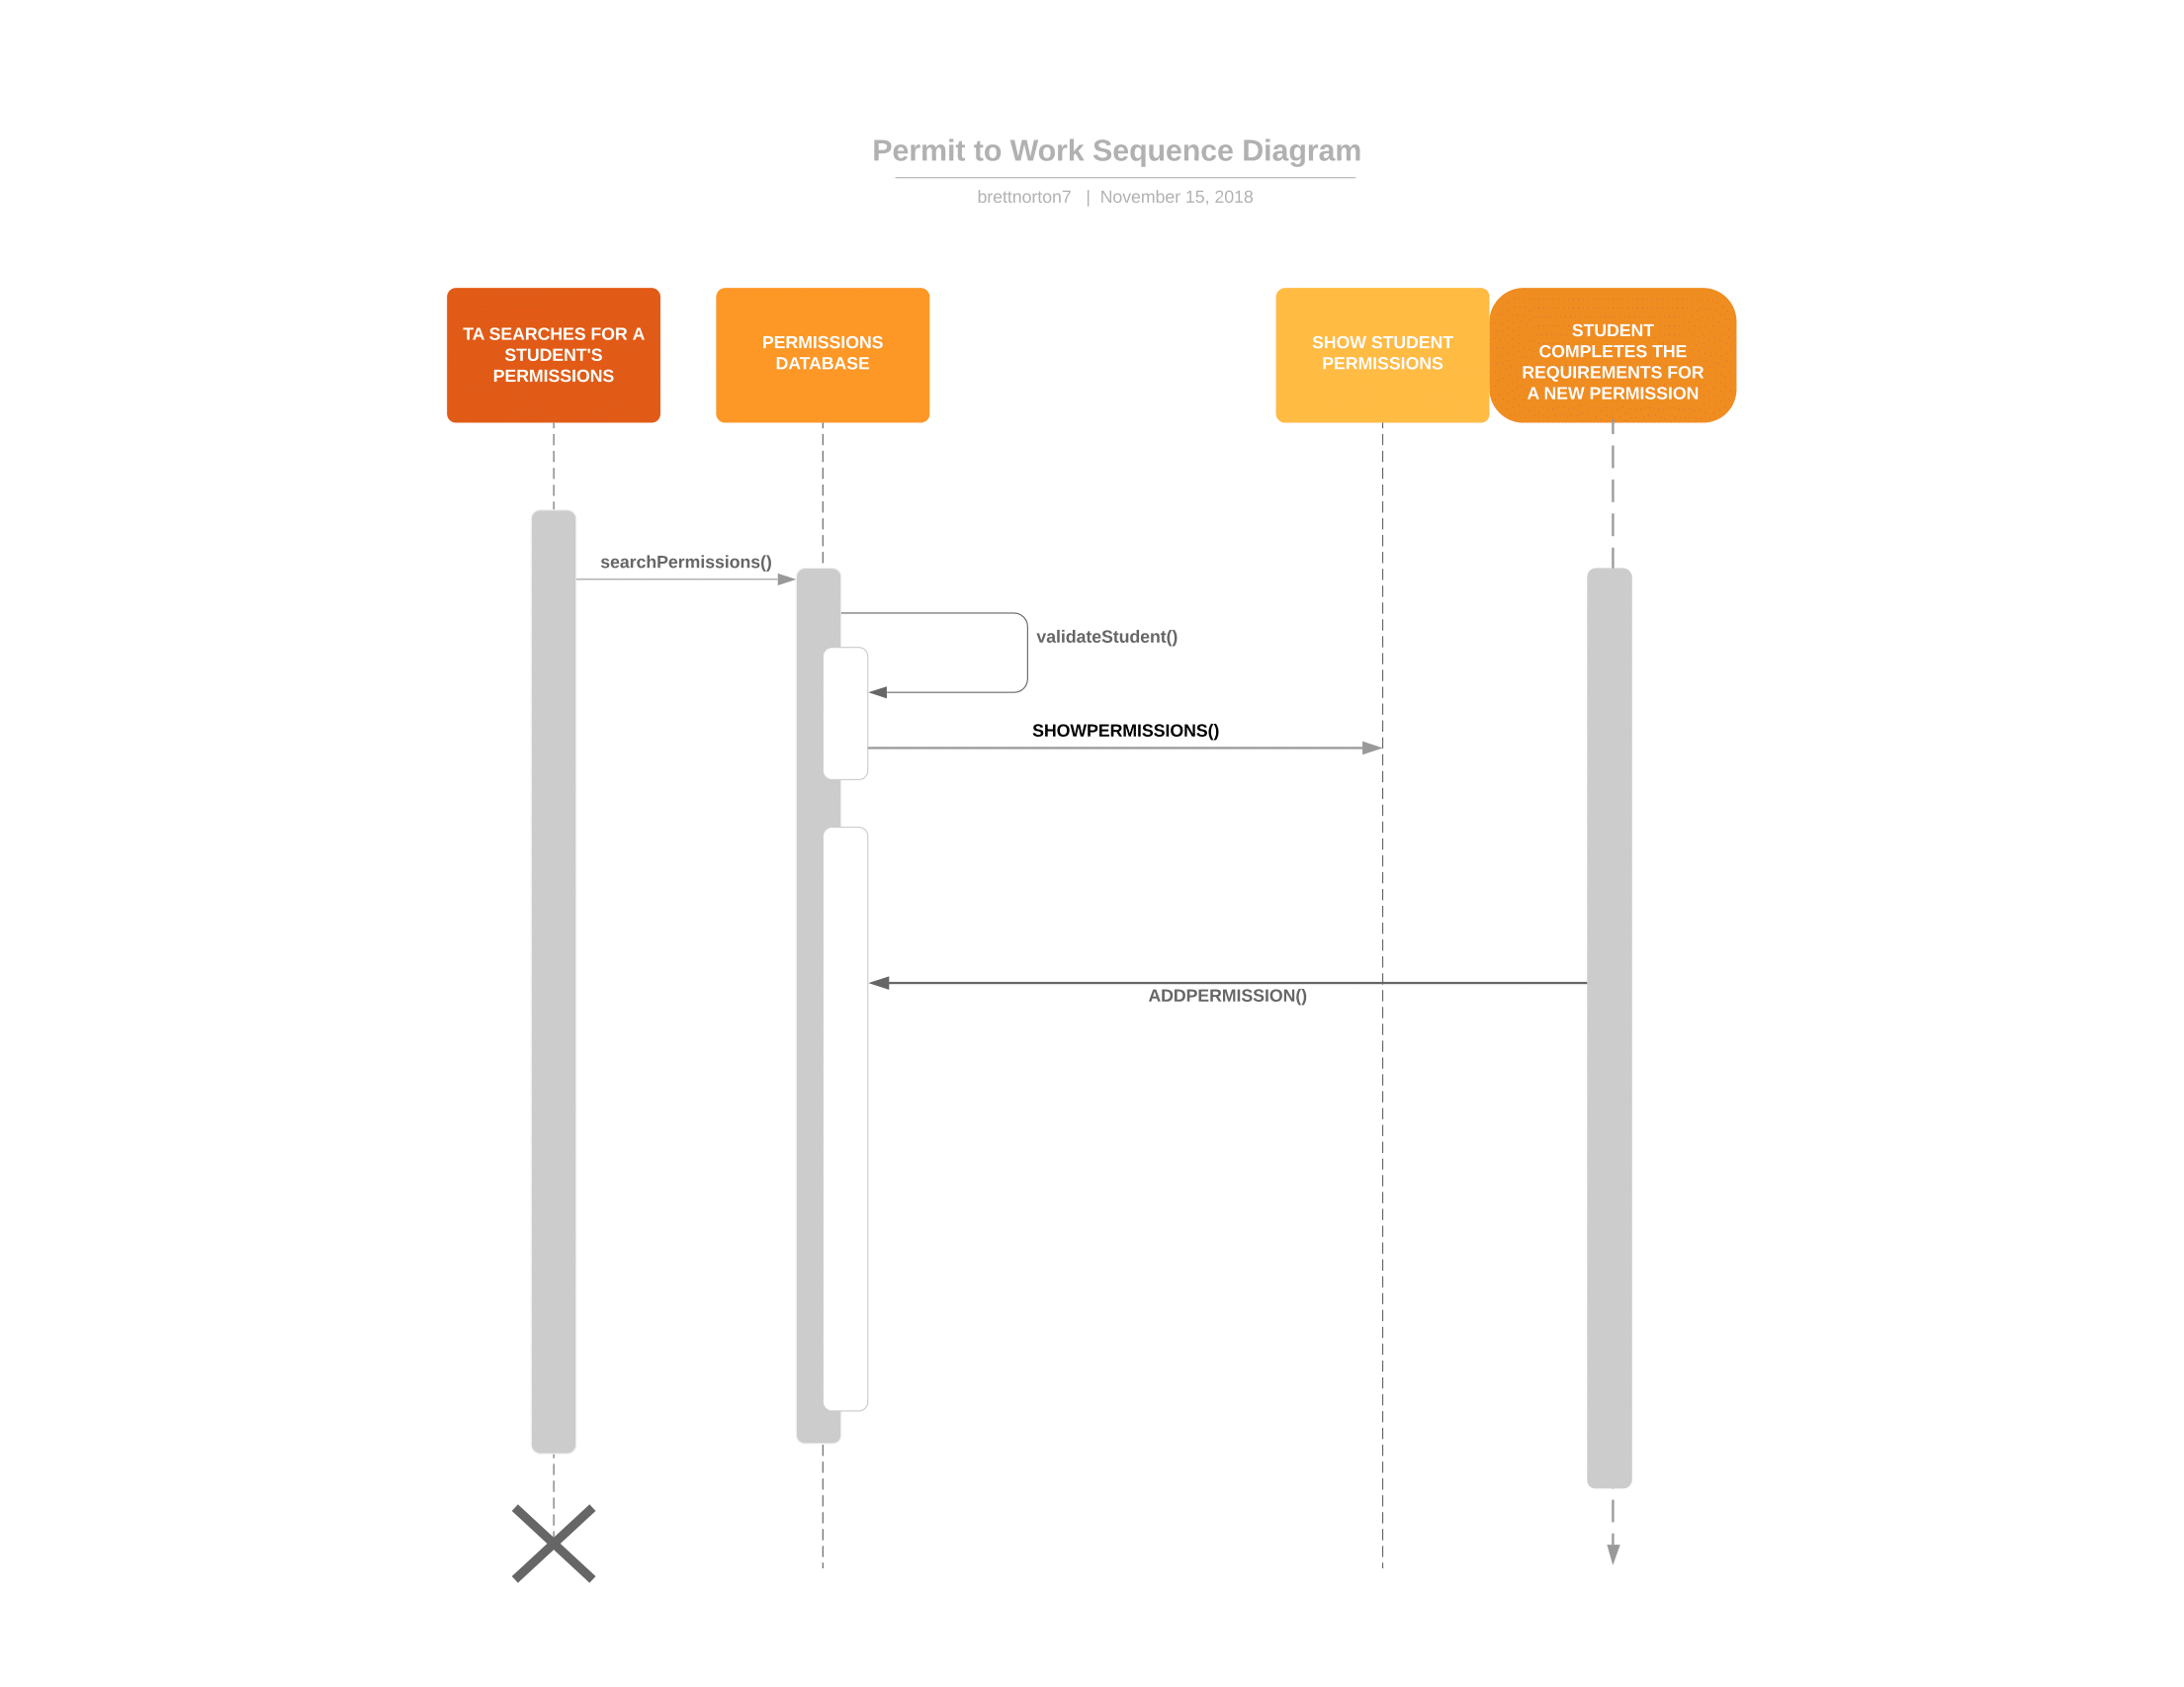 Permit to Work Sequence Diagram
brettnorton7 | November 15, 2018
TA SEARCHES FOR A
STUDENT'S
PERMISSIONS
PERMISSIONS
DATABASE
SHOW STUDENT
PERMISSIONS
STUDENT
COMPLETES THE
REQUIREMENTS FOR
A NEW PERMISSION
searchPermissions()
validateStudent()
SHOWPERMISSIONS()
ADDPERMISSION()